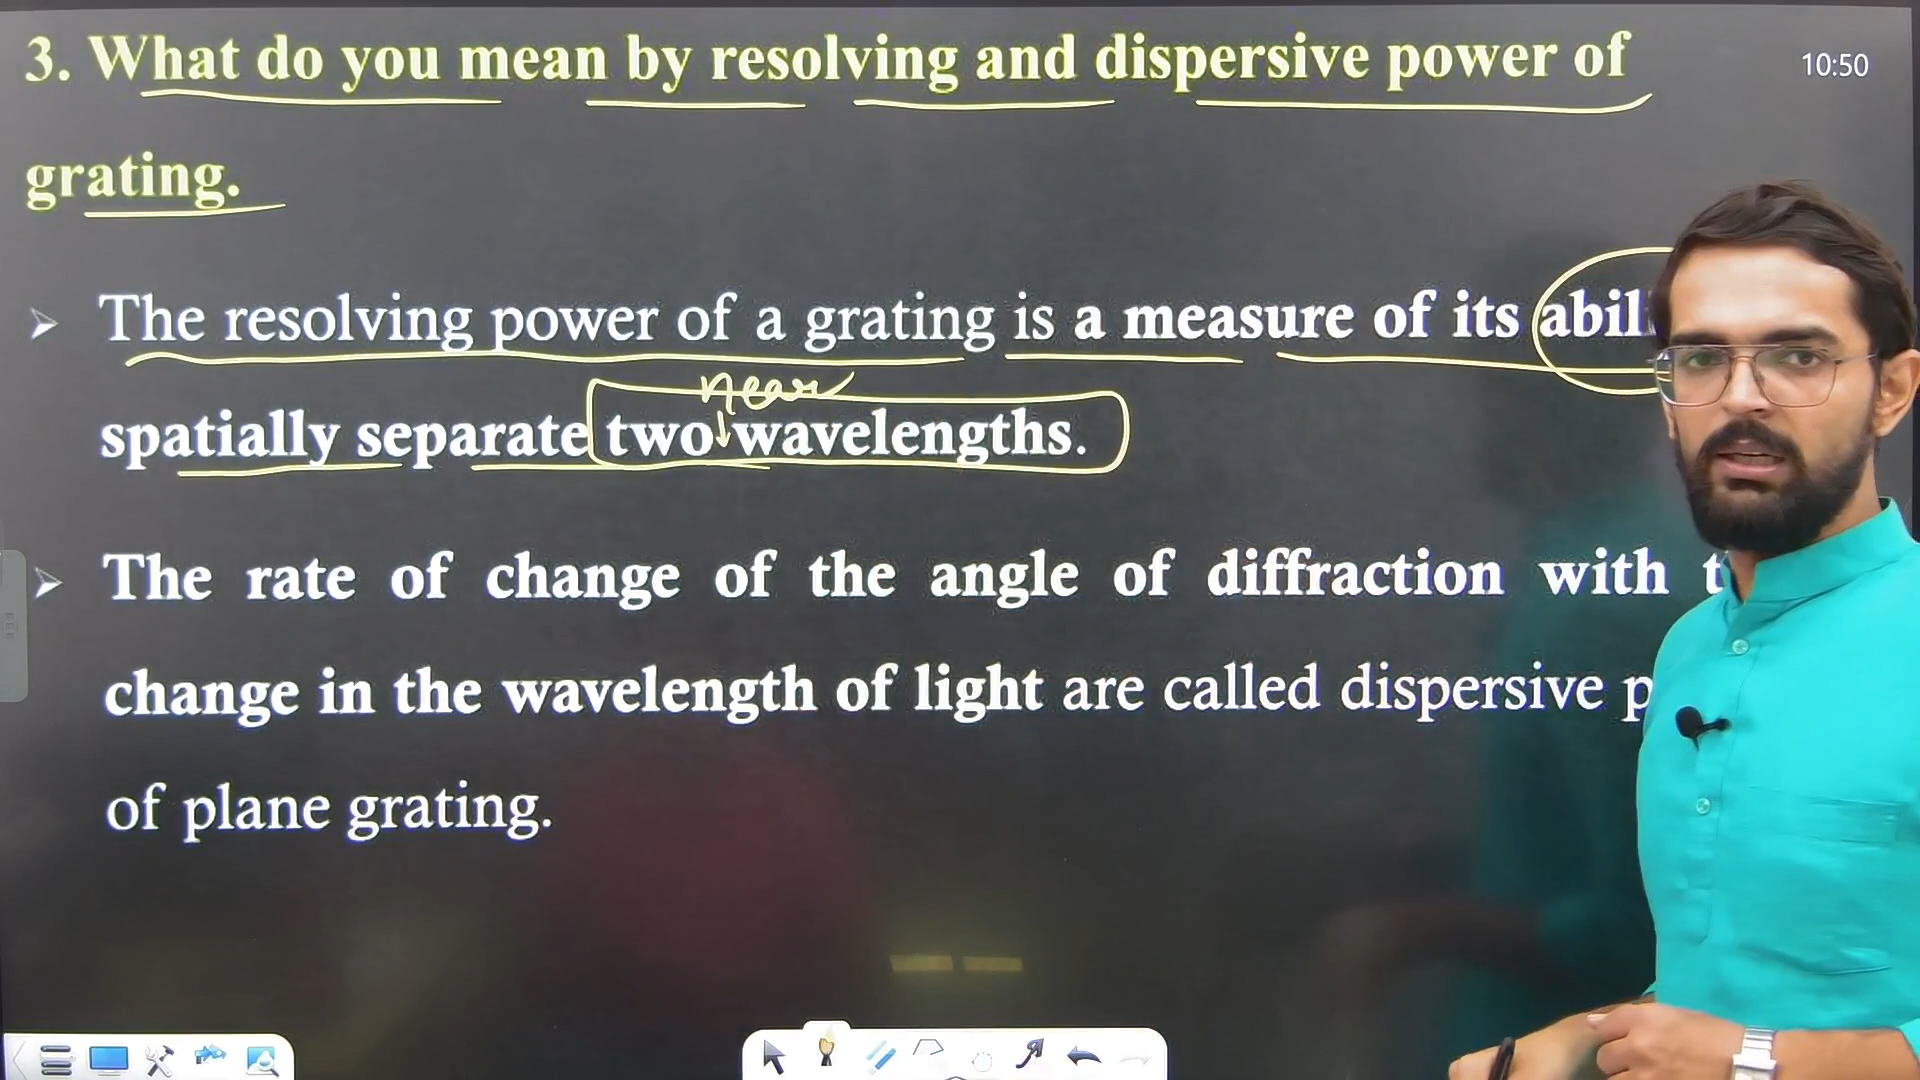 3. What do you mean by resolving and dispersive power of
10:50
grating.
The resolving power of a grating is a measure of its
near
spatially separate two wavelengths.
The rate of change of the angle of diffraction with
change in the wavelength of light are called dispersive
of plane grating.